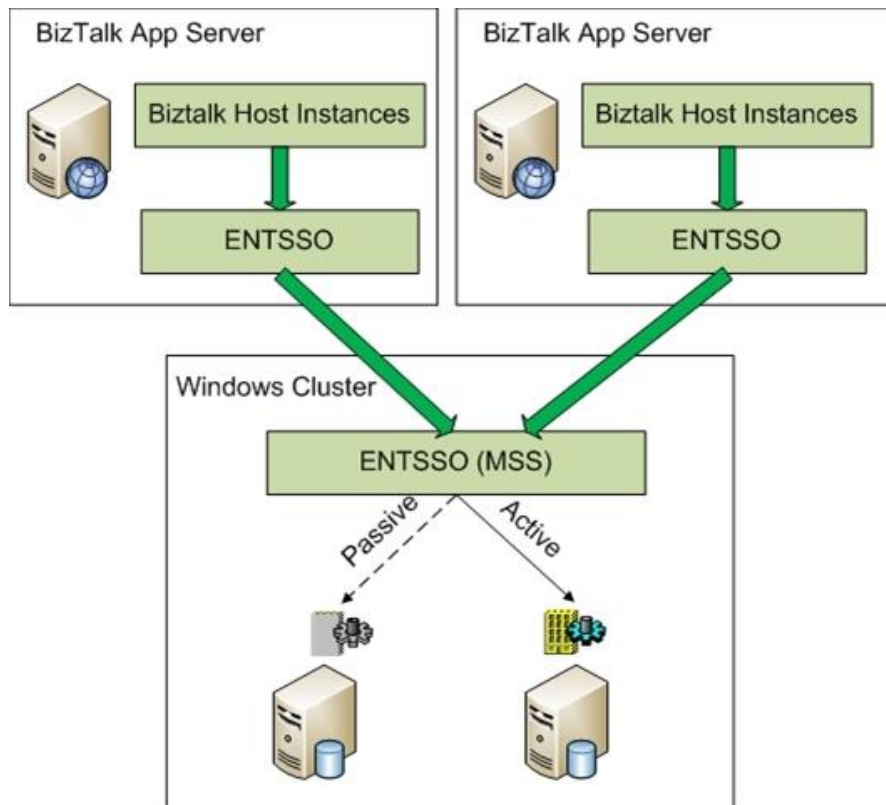 BizTalk App Server
Biztalk Host Instances
ENTSSO
BizTalk App Server
Biztalk Host Instances
ENTSSO
Windows Cluster
ENTSSO (MSS)
Passive
Active